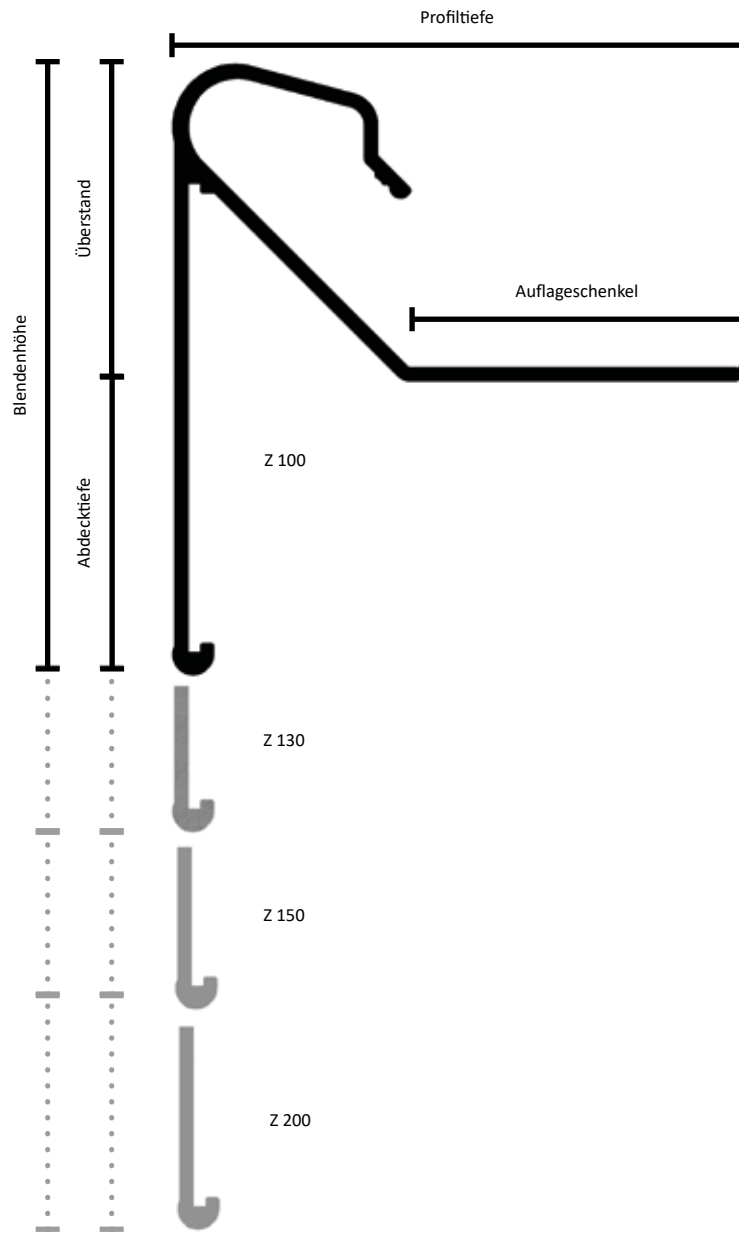 Profiltiefe
Überstand
Auflageschenkel
Blendenhöhe
Z 100
Abdecktiefe
Z 130
Z 150
Z 200